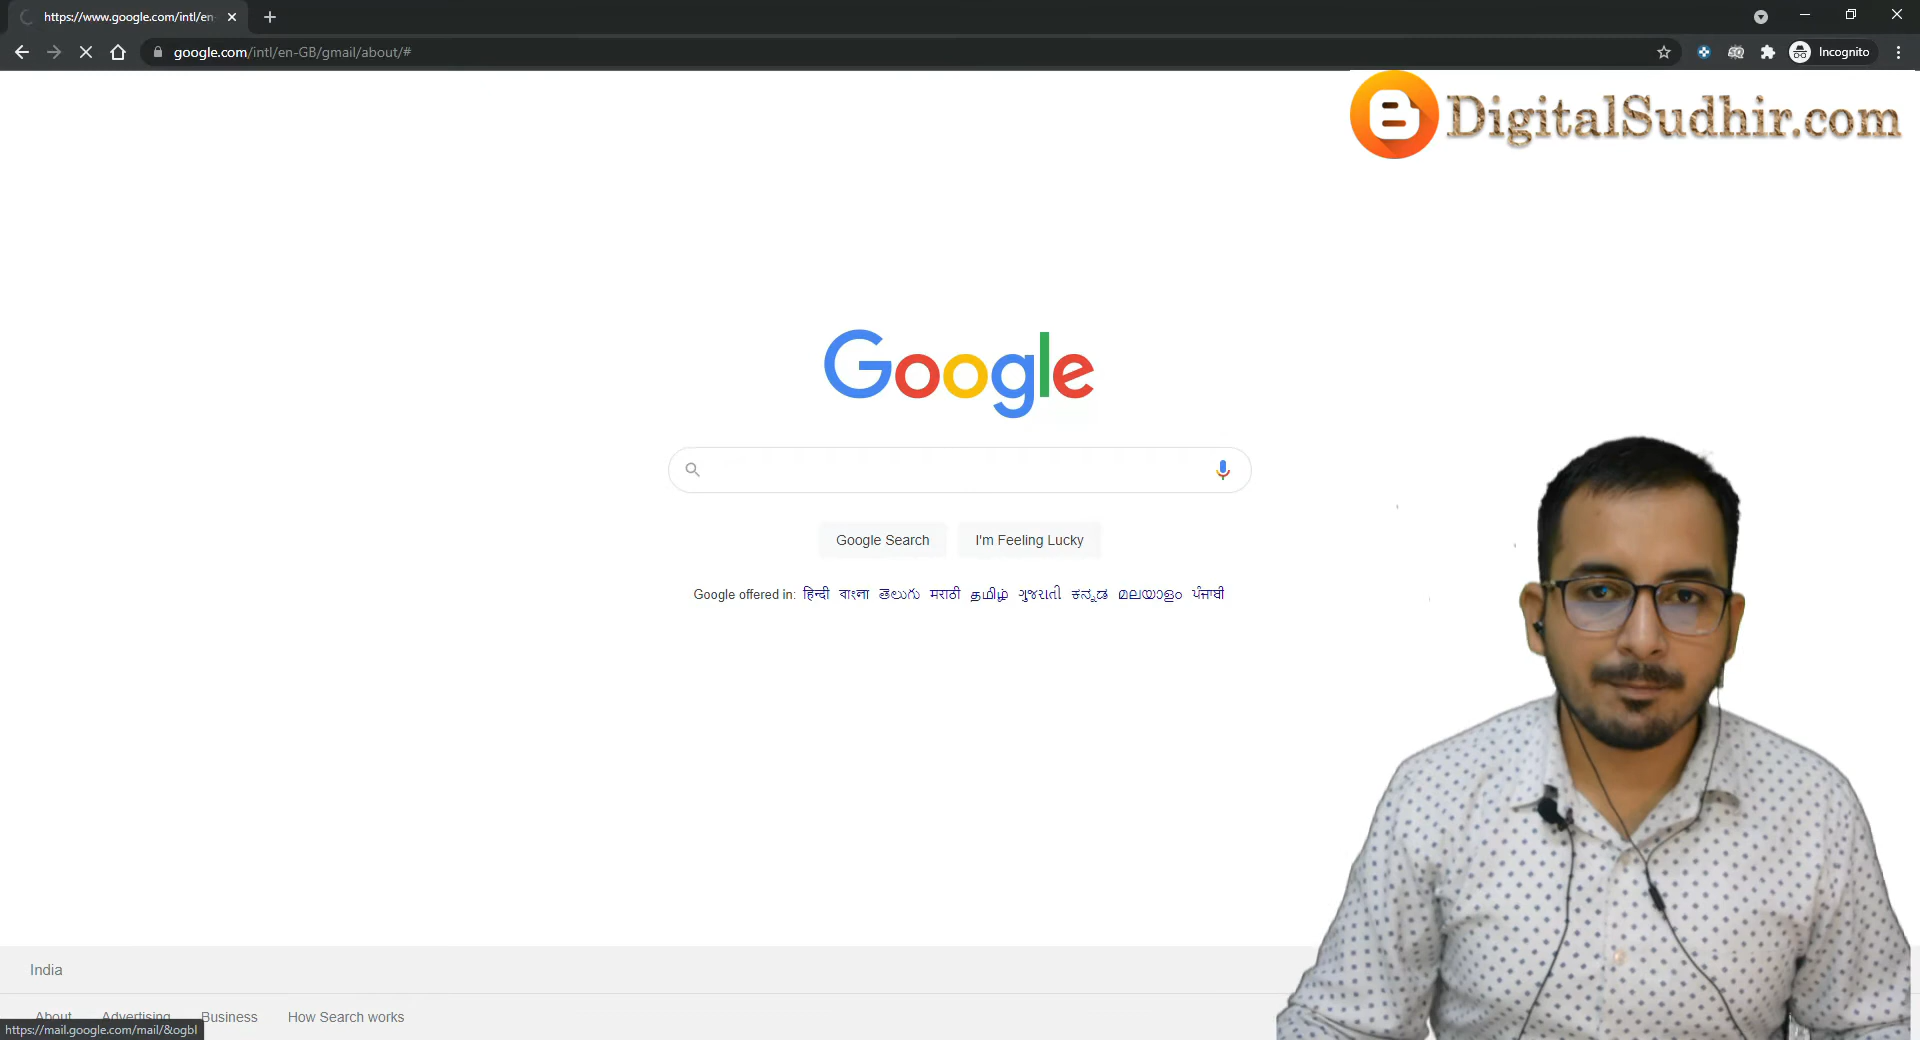 https://www.google.com/intl/en-
google.com/intl/en-GB/gmail/about/#
Incognito
DigitalSudhir.com
Google
Google Search
I'm Feeling Lucky
Google offered in: हिन्दी বাংলা తెలుగు मराठी தமிழ் ગુજરાતી ಕನ್ನಡ മലയാളം ਪੰਜਾਬੀ
India
About Advertising Business How Search works
https://mail.google.com/mail/&ogbl